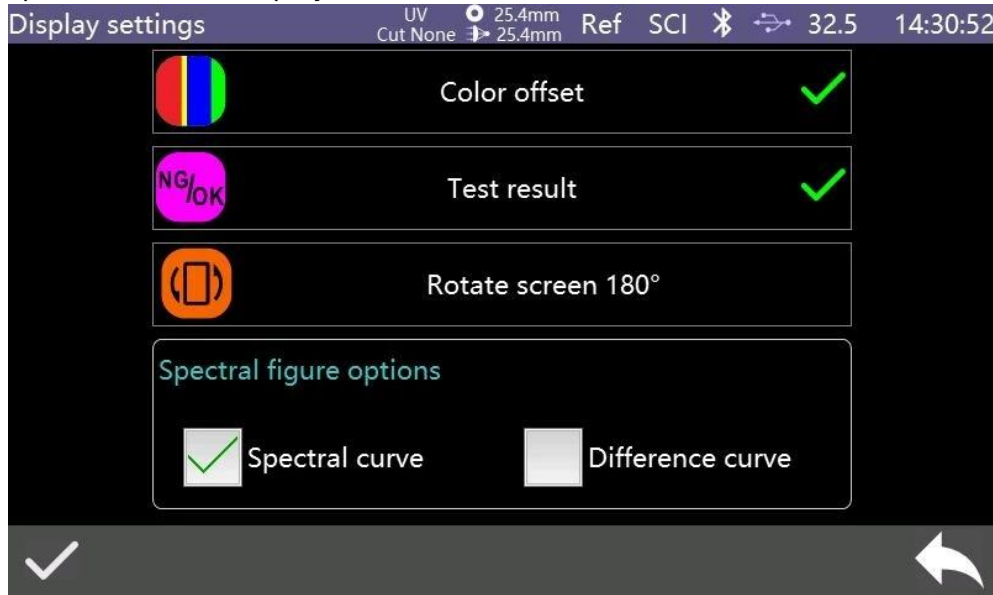 Display settings
UV
Cut None
25.4mm
25.4mm
Ref SCI 32.5 14:30:52
Color offset
NG/OK
Test result
Rotate screen 180°
Spectral figure options
Spectral curve
Difference curve